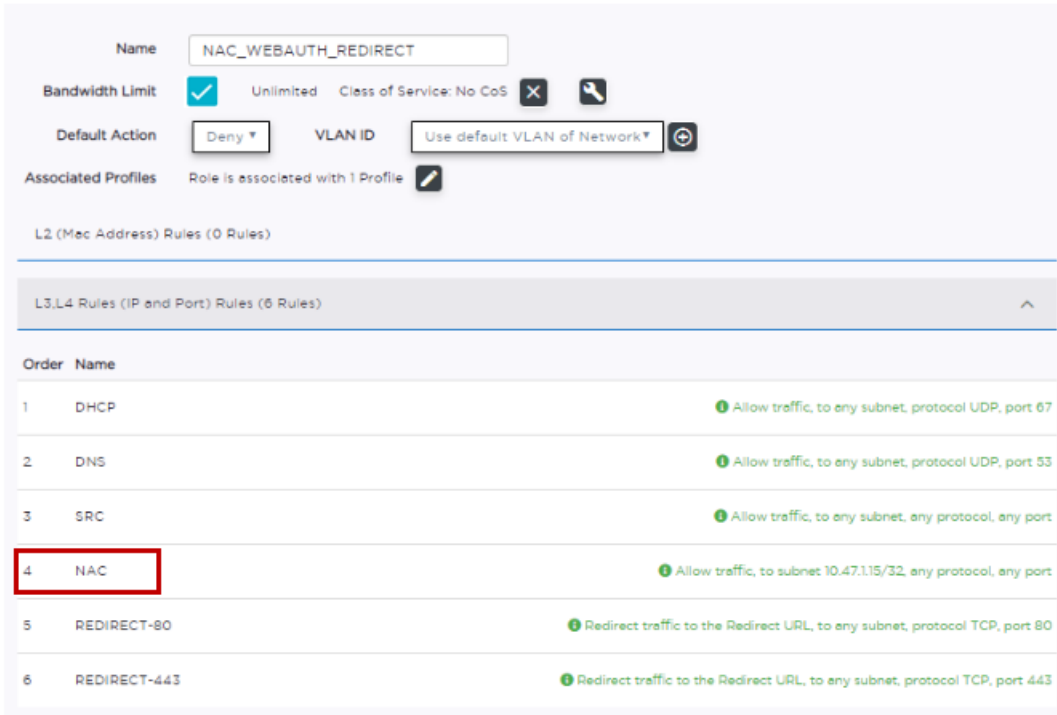 Name NAC_WEBAUTH_REDIRECT
Bandwidth Limit Unlimited Class of Service: No CoS
Default Action Deny VLAN ID Use default VLAN of Network
Associated Profiles Role is associated with 1 Profile
L2 (Mac Address) Rules (0 Rules)
L3,L4 Rules (IP and Port) Rules (6 Rules)
Order Name
1 DHCP Allow traffic, to any subnet, protocol UDP, port 67
2 DNS Allow traffic, to any subnet, protocol UDP, port 53
3 SRC Allow traffic, to any subnet, any protocol, any port
4 NAC Allow traffic, to subnet 10.47.1.15/32, any protocol, any port
5 REDIRECT-80 Redirect traffic to the Redirect URL, to any subnet, protocol TCP, port 80
6 REDIRECT-443 Redirect traffic to the Redirect URL, to any subnet, protocol TCP, port 443